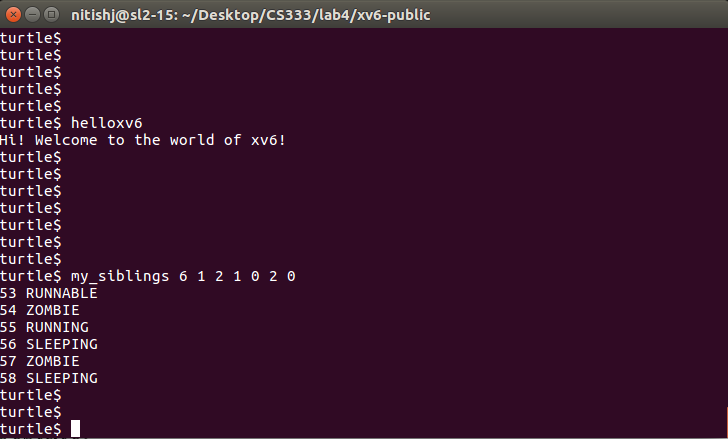 nitishj@sl2-15: ~/Desktop/CS333/lab4/xv6-public
turtle$
turtle$
turtle$
turtle$
turtle$
turtle$ helloxv6
Hi! Welcome to the world of xv6!
turtle$
turtle$
turtle$
turtle$
turtle$
turtle$
turtle$
turtle$ my_siblings 6 1 2 1 0 2 0
53 RUNNABLE
54 ZOMBIE
55 RUNNING
56 SLEEPING
57 ZOMBIE
58 SLEEPING
turtle$
turtle$
turtle$